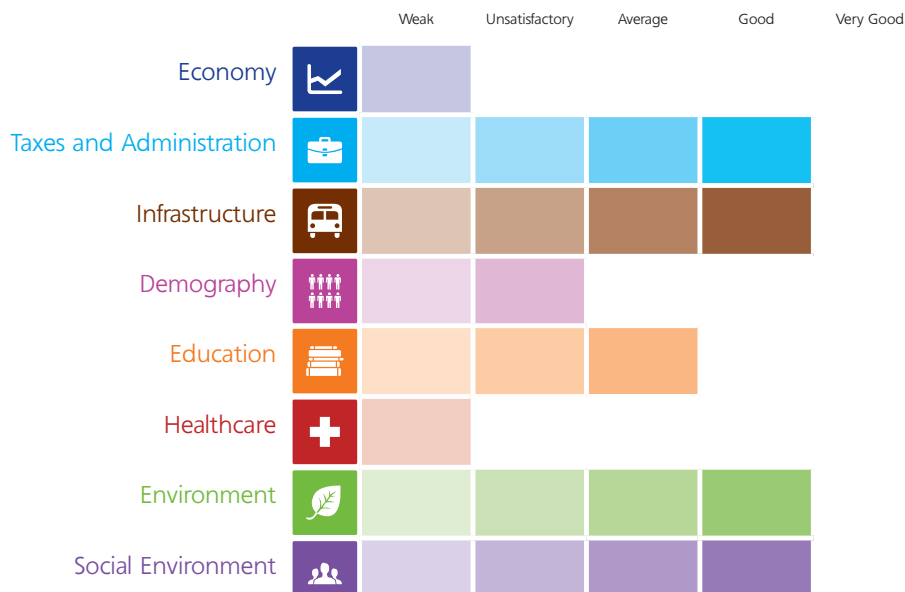 Weak Unsatisfactory Average Good Very Good
Economy
Taxes and Administration
Infrastructure
Demography
Education
Healthcare
Environment
Social Environment